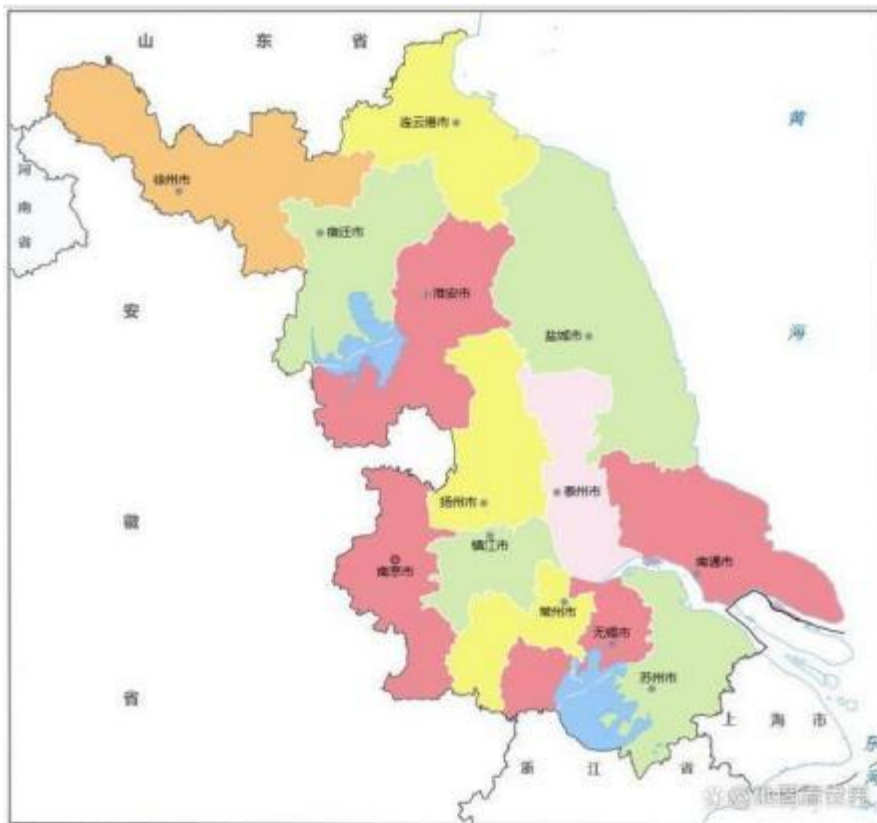 山 东 省
连云港市
黄
徐州市
河
南
省
宿迁市
淮安市
安
海
盐城市
扬州市
泰州市
徽
镇江市
南京市
南通市
常州市
无锡市
苏州市
省
上 海 市
东
海
浙 江 省